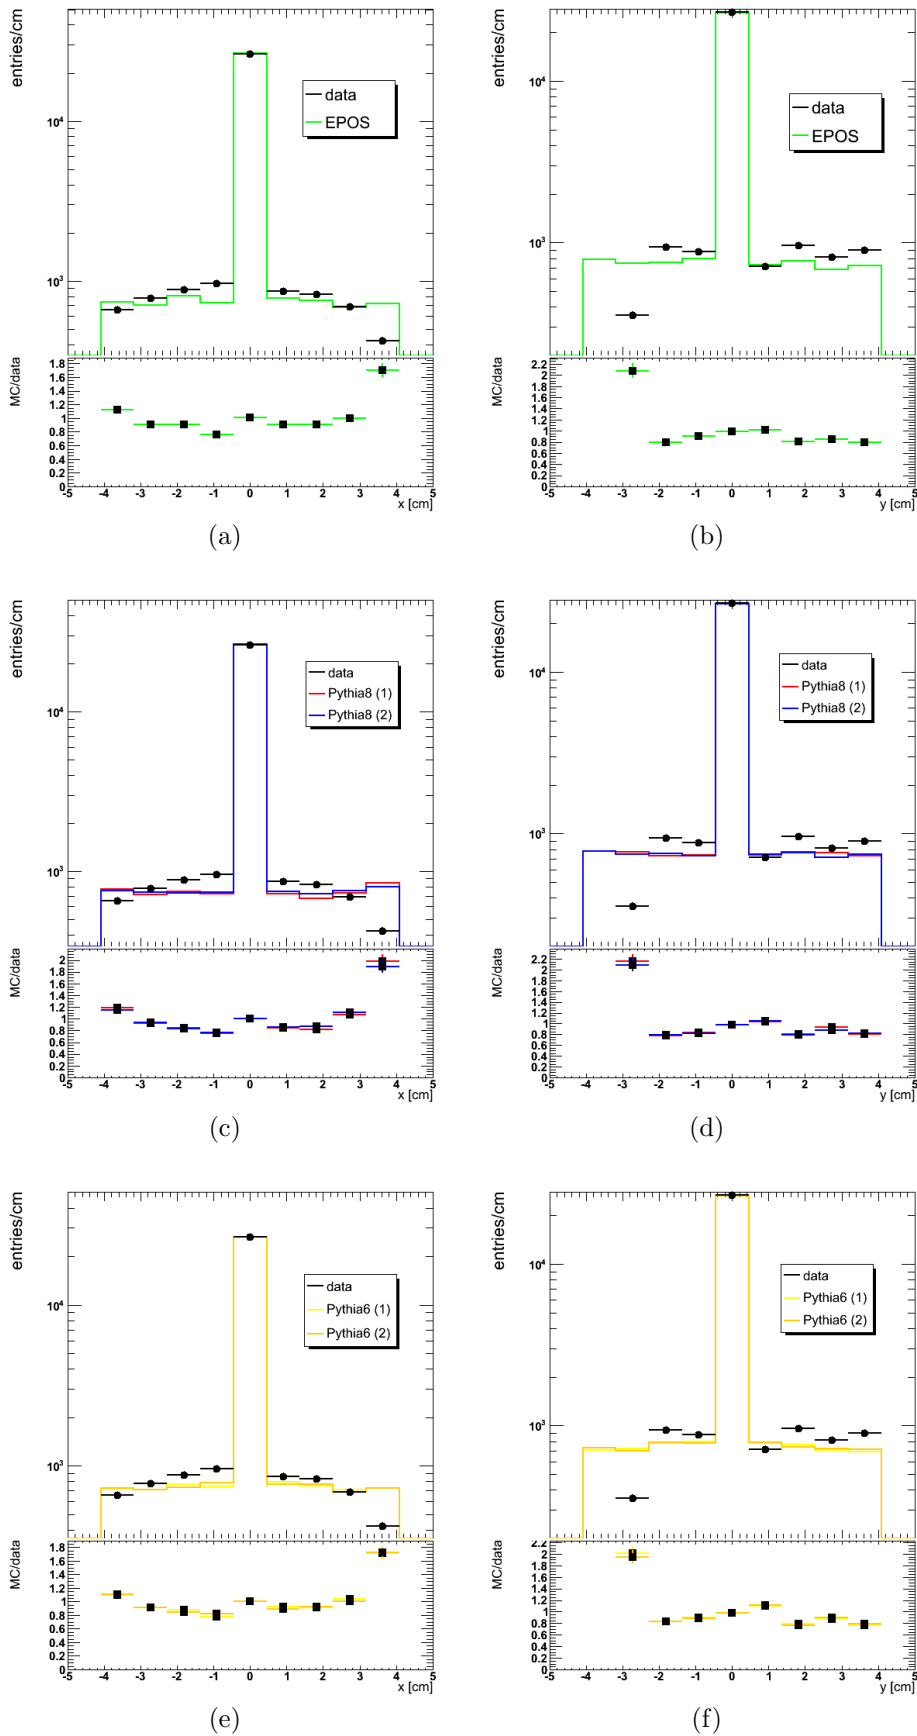 entries/cm
10⁴
10³
data
EPOS
MC/data
1.8
1.6
1.4
1.2
1
0.8
0.6
0.4
0.2
0
-5 -4 -3 -2 -1 0 1 2 3 4 5
x [cm]
(a)
entries/cm
10⁴
10³
data
EPOS
MC/data
2.2
2
1.8
1.6
1.4
1.2
1
0.8
0.6
0.4
0.2
0
-5 -4 -3 -2 -1 0 1 2 3 4 5
y [cm]
(b)
entries/cm
10⁴
10³
data
Pythia8 (1)
Pythia8 (2)
MC/data
2
1.8
1.6
1.4
1.2
1
0.8
0.6
0.4
0.2
0
-5 -4 -3 -2 -1 0 1 2 3 4 5
x [cm]
(c)
entries/cm
10⁴
10³
data
Pythia8 (1)
Pythia8 (2)
MC/data
2.2
2
1.8
1.6
1.4
1.2
1
0.8
0.6
0.4
0.2
0
-5 -4 -3 -2 -1 0 1 2 3 4 5
y [cm]
(d)
entries/cm
10⁴
10³
data
Pythia6 (1)
Pythia6 (2)
MC/data
1.8
1.6
1.4
1.2
1
0.8
0.6
0.4
0.2
0
-5 -4 -3 -2 -1 0 1 2 3 4 5
x [cm]
(e)
entries/cm
10⁴
10³
data
Pythia6 (1)
Pythia6 (2)
MC/data
2.2
2
1.8
1.6
1.4
1.2
1
0.8
0.6
0.4
0.2
0
-5 -4 -3 -2 -1 0 1 2 3 4 5
y [cm]
(f)